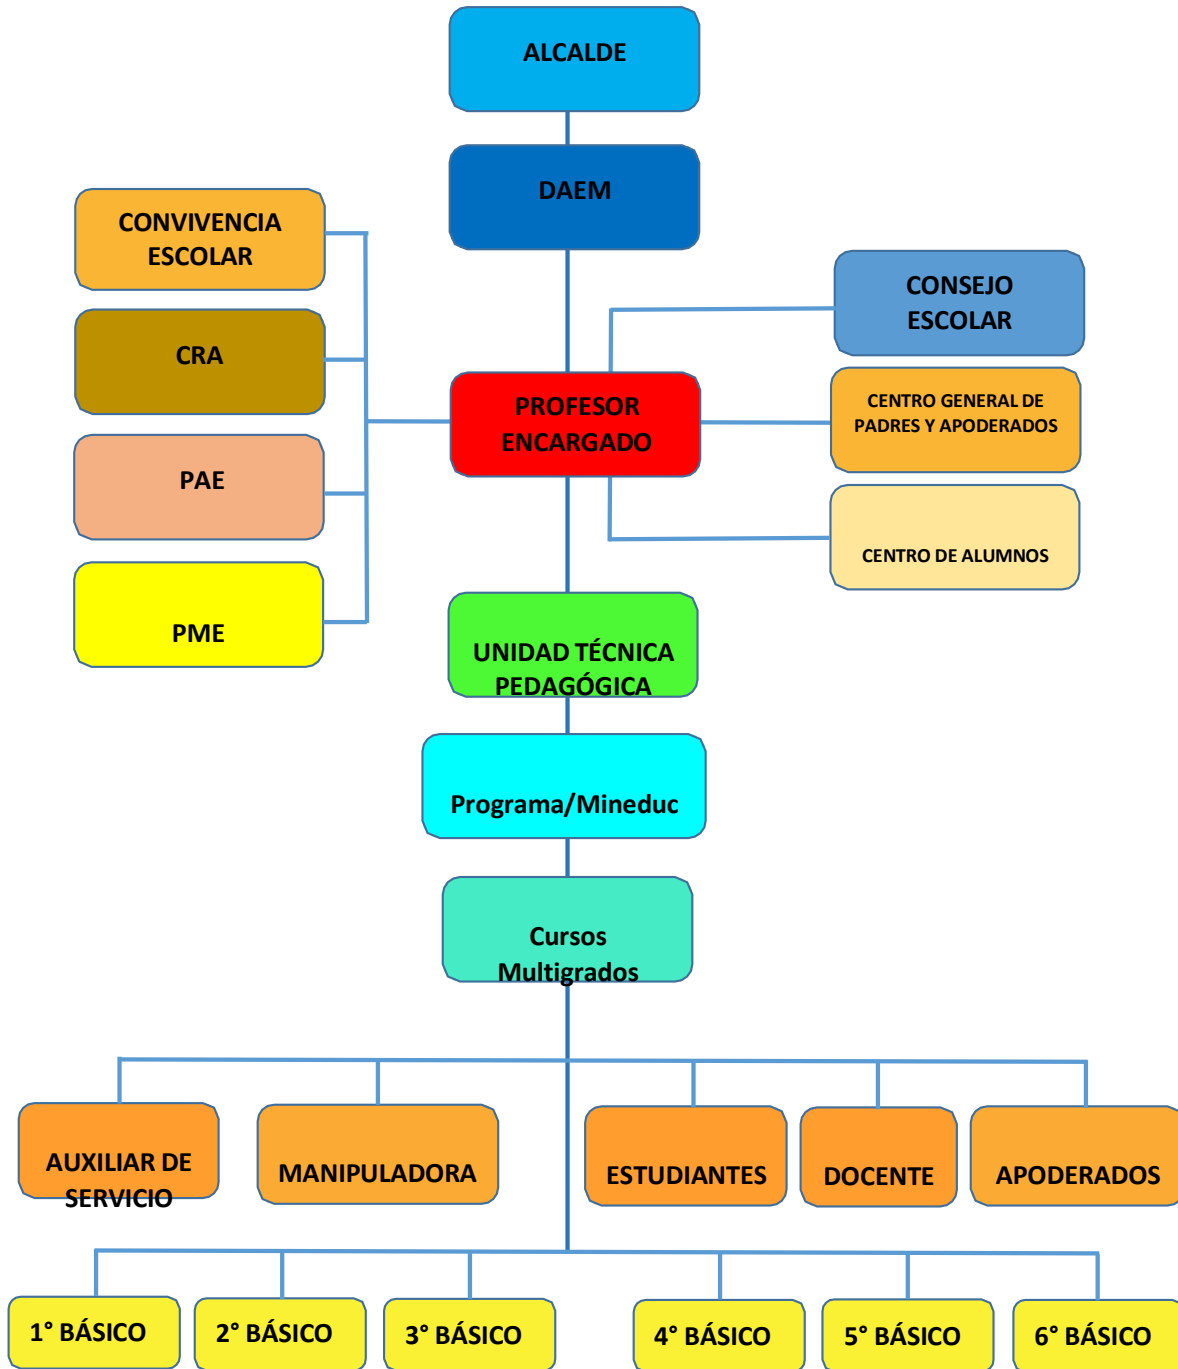 ALCALDE
DAEM
CONVIVENCIA
ESCOLAR
CONSEJO
ESCOLAR
CRA
PROFESOR
ENCARGADO
CENTRO GENERAL DE
PADRES Y APODERADOS
PAE
CENTRO DE ALUMNOS
PME
UNIDAD TÉCNICA
PEDAGÓGICA
Programa/Mineduc
Cursos
Multigrados
AUXILIAR DE
SERVICIO
MANIPULADORA
ESTUDIANTES
DOCENTE
APODERADOS
1° BÁSICO
2° BÁSICO
3° BÁSICO
4° BÁSICO
5° BÁSICO
6° BÁSICO